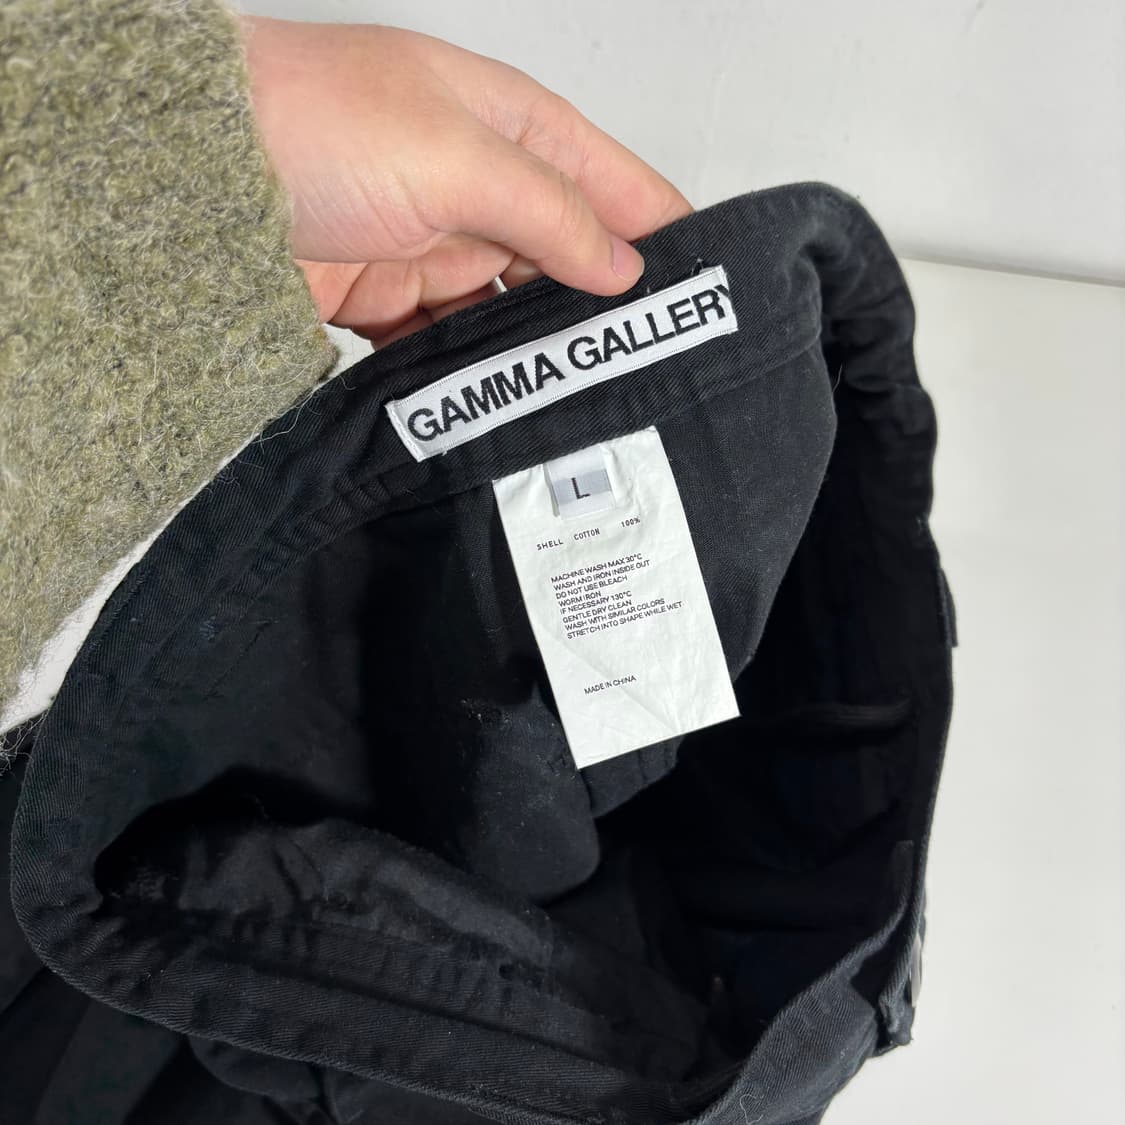 GAMMA GALLERY
L
SHELL COTTON 100%
MACHINE WASH MAX 30°C
WASH AND IRON INSIDE OUT
DO NOT USE BLEACH
WORM IRON
IF NECESSARY 130°C
GENTLE DRY CLEAN
WASH WITH SIMILAR COLORS
STRETCH INTO SHAPE WHILE WET
MADE IN CHINA